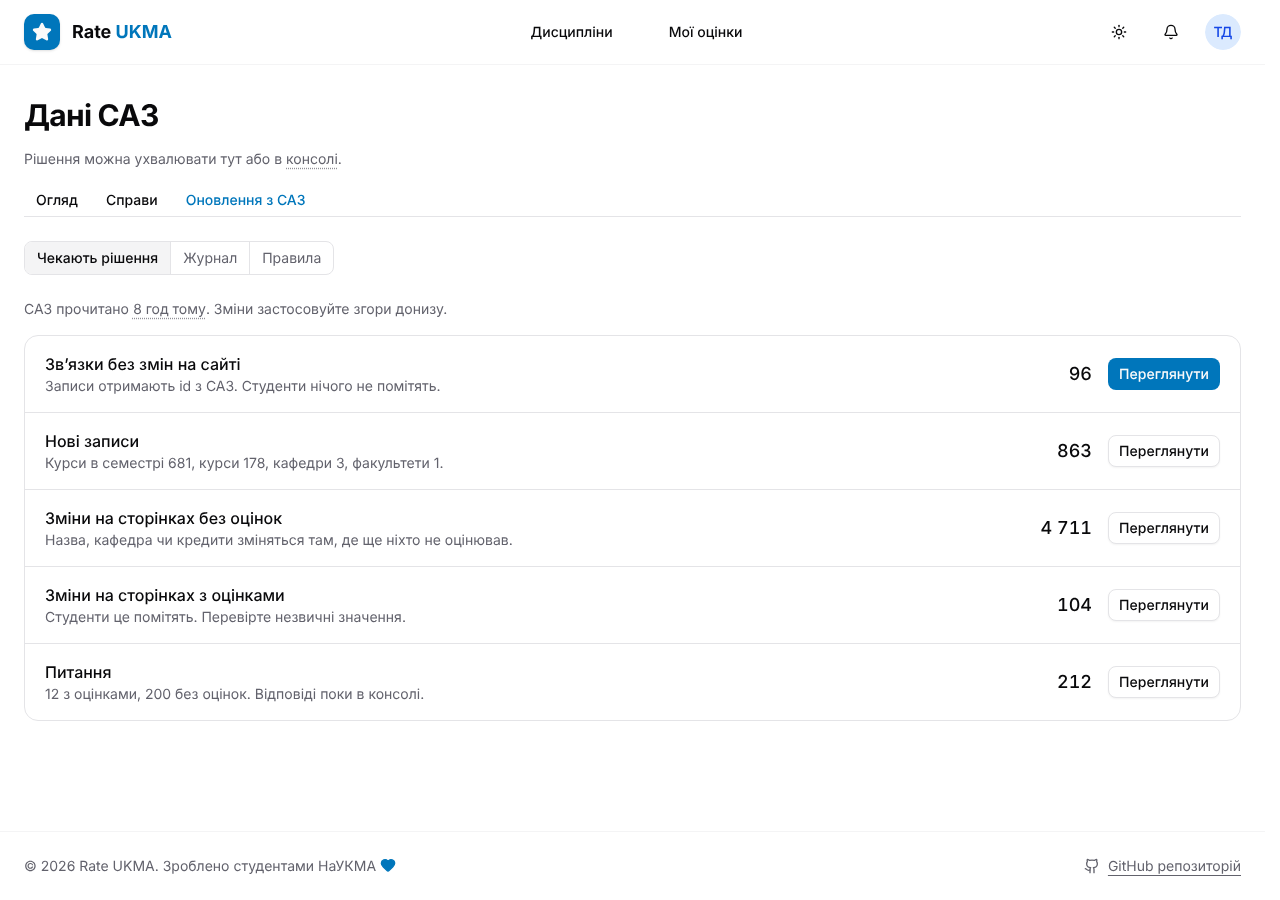 Rate UKMA
Дисципліни
Мої оцінки
ТД
Дані САЗ
Рішення можна ухвалювати тут або в консолі.
Огляд
Справи
Оновлення з САЗ
Чекають рішення
Журнал
Правила
САЗ прочитано 8 год тому. Зміни застосовуйте згори донизу.
Зв’язки без змін на сайті
Записи отримають id з САЗ. Студенти нічого не помітять.
96
Переглянути
Нові записи
Курси в семестрі 681, курси 178, кафедри 3, факультети 1.
863
Переглянути
Зміни на сторінках без оцінок
Назва, кафедра чи кредити зміняться там, де ще ніхто не оцінював.
4 711
Переглянути
Зміни на сторінках з оцінками
Студенти це помітять. Перевірте незвичні значення.
104
Переглянути
Питання
12 з оцінками, 200 без оцінок. Відповіді поки в консолі.
212
Переглянути
© 2026 Rate UKMA. Зроблено студентами НаУКМА
GitHub репозиторій